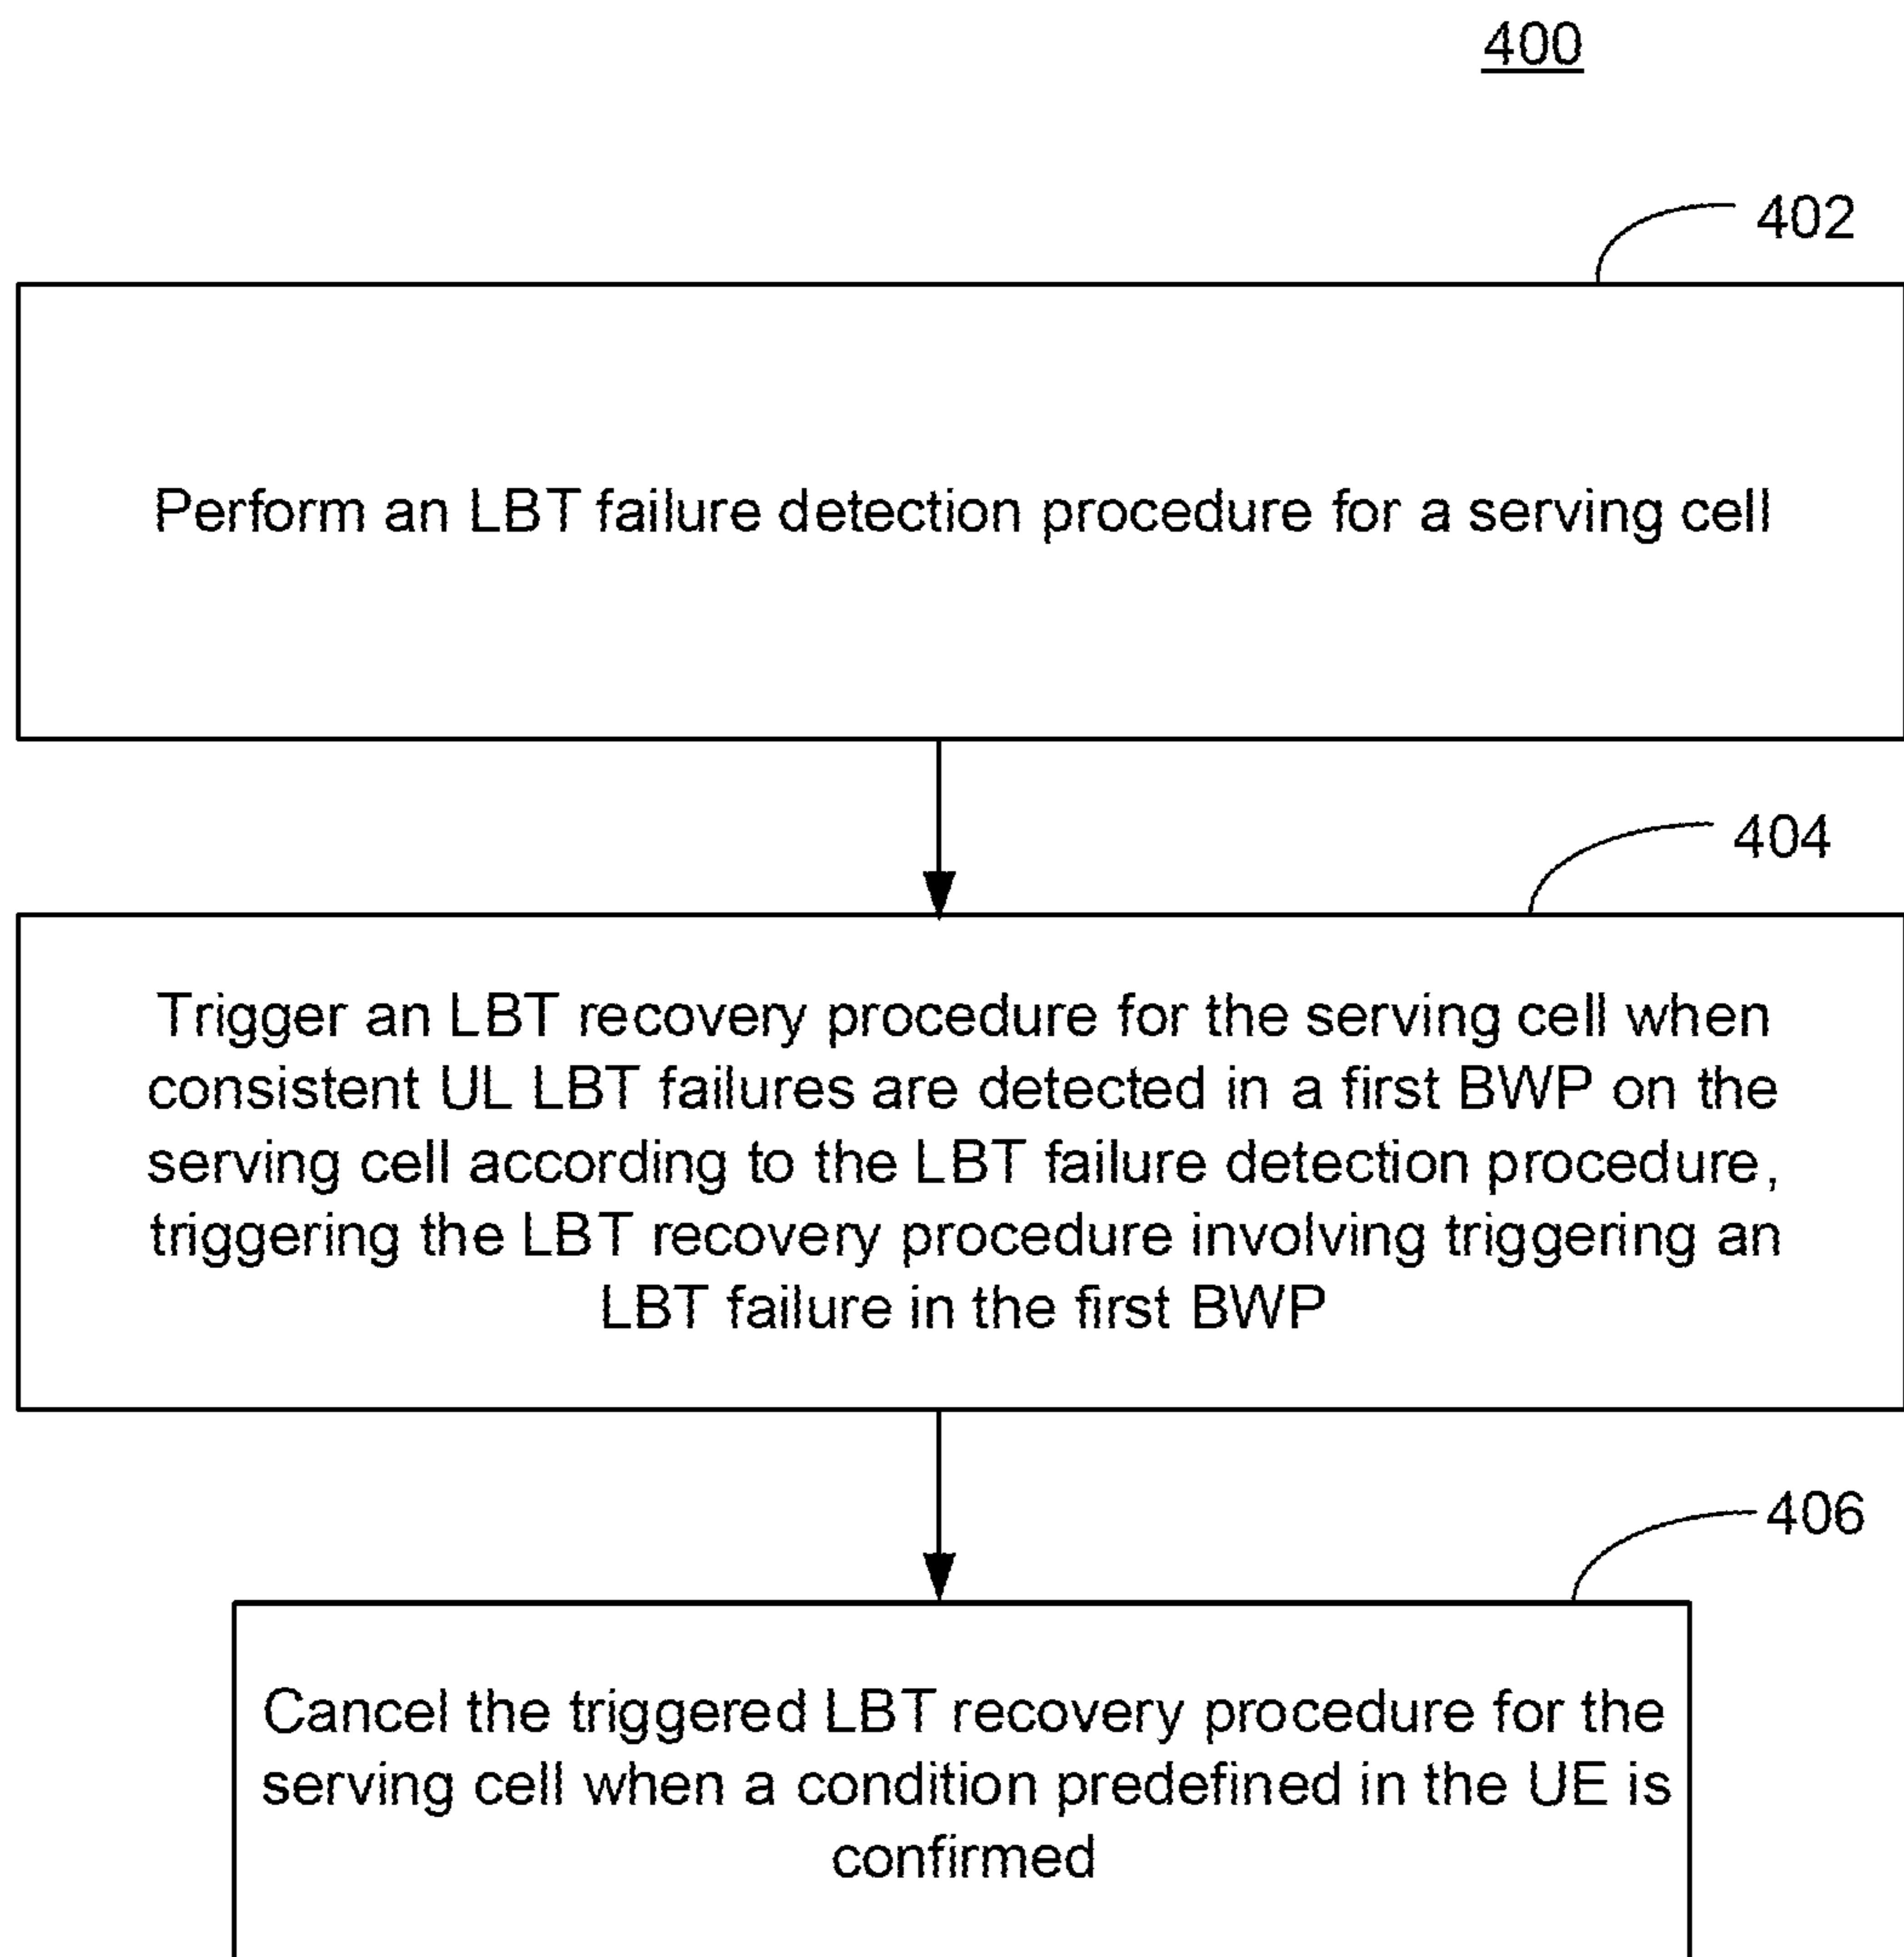 400
402
Perform an LBT failure detection procedure for a serving cell
404
Trigger an LBT recovery procedure for the serving cell when
consistent UL LBT failures are detected in a first BWP on the
serving cell according to the LBT failure detection procedure,
triggering the LBT recovery procedure involving triggering an
LBT failure in the first BWP
406
Cancel the triggered LBT recovery procedure for the
serving cell when a condition predefined in the UE is
confirmed